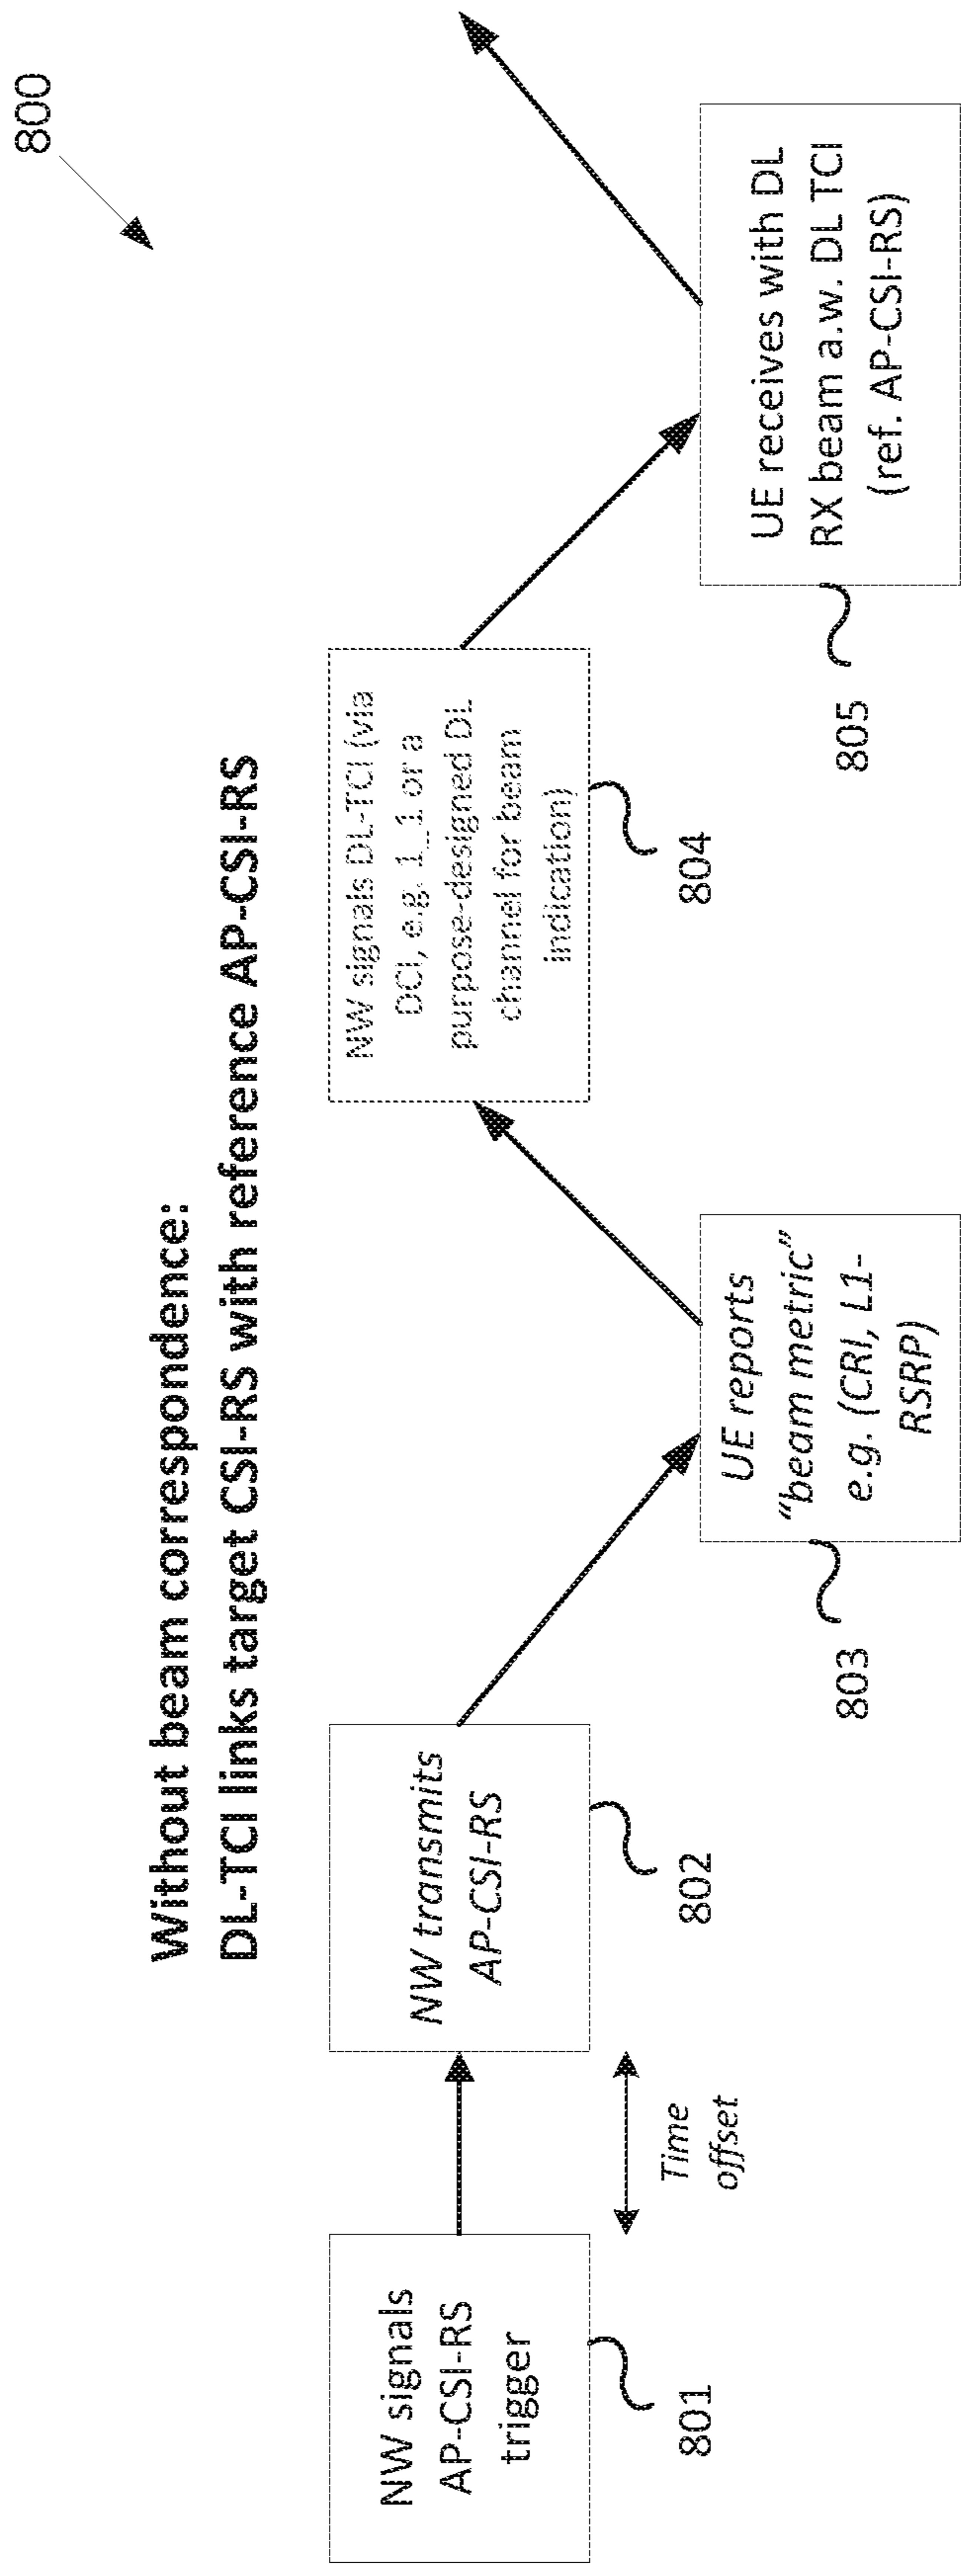 800
Without beam correspondence:
DL-TCI links target CSI-RS with reference AP-CSI-RS
NW signals
AP-CSI-RS
trigger
801
Time
offset
NW transmits
AP-CSI-RS
802
UE reports
“beam metric”
e.g. (CRI, L1-
RSRP)
803
NW signals DL-TCI (via
DCI, e.g. 1_1 or a
purpose-designed DL
channel for beam
indication)
804
UE receives with DL
RX beam a.w. DL TCI
(ref. AP-CSI-RS)
805